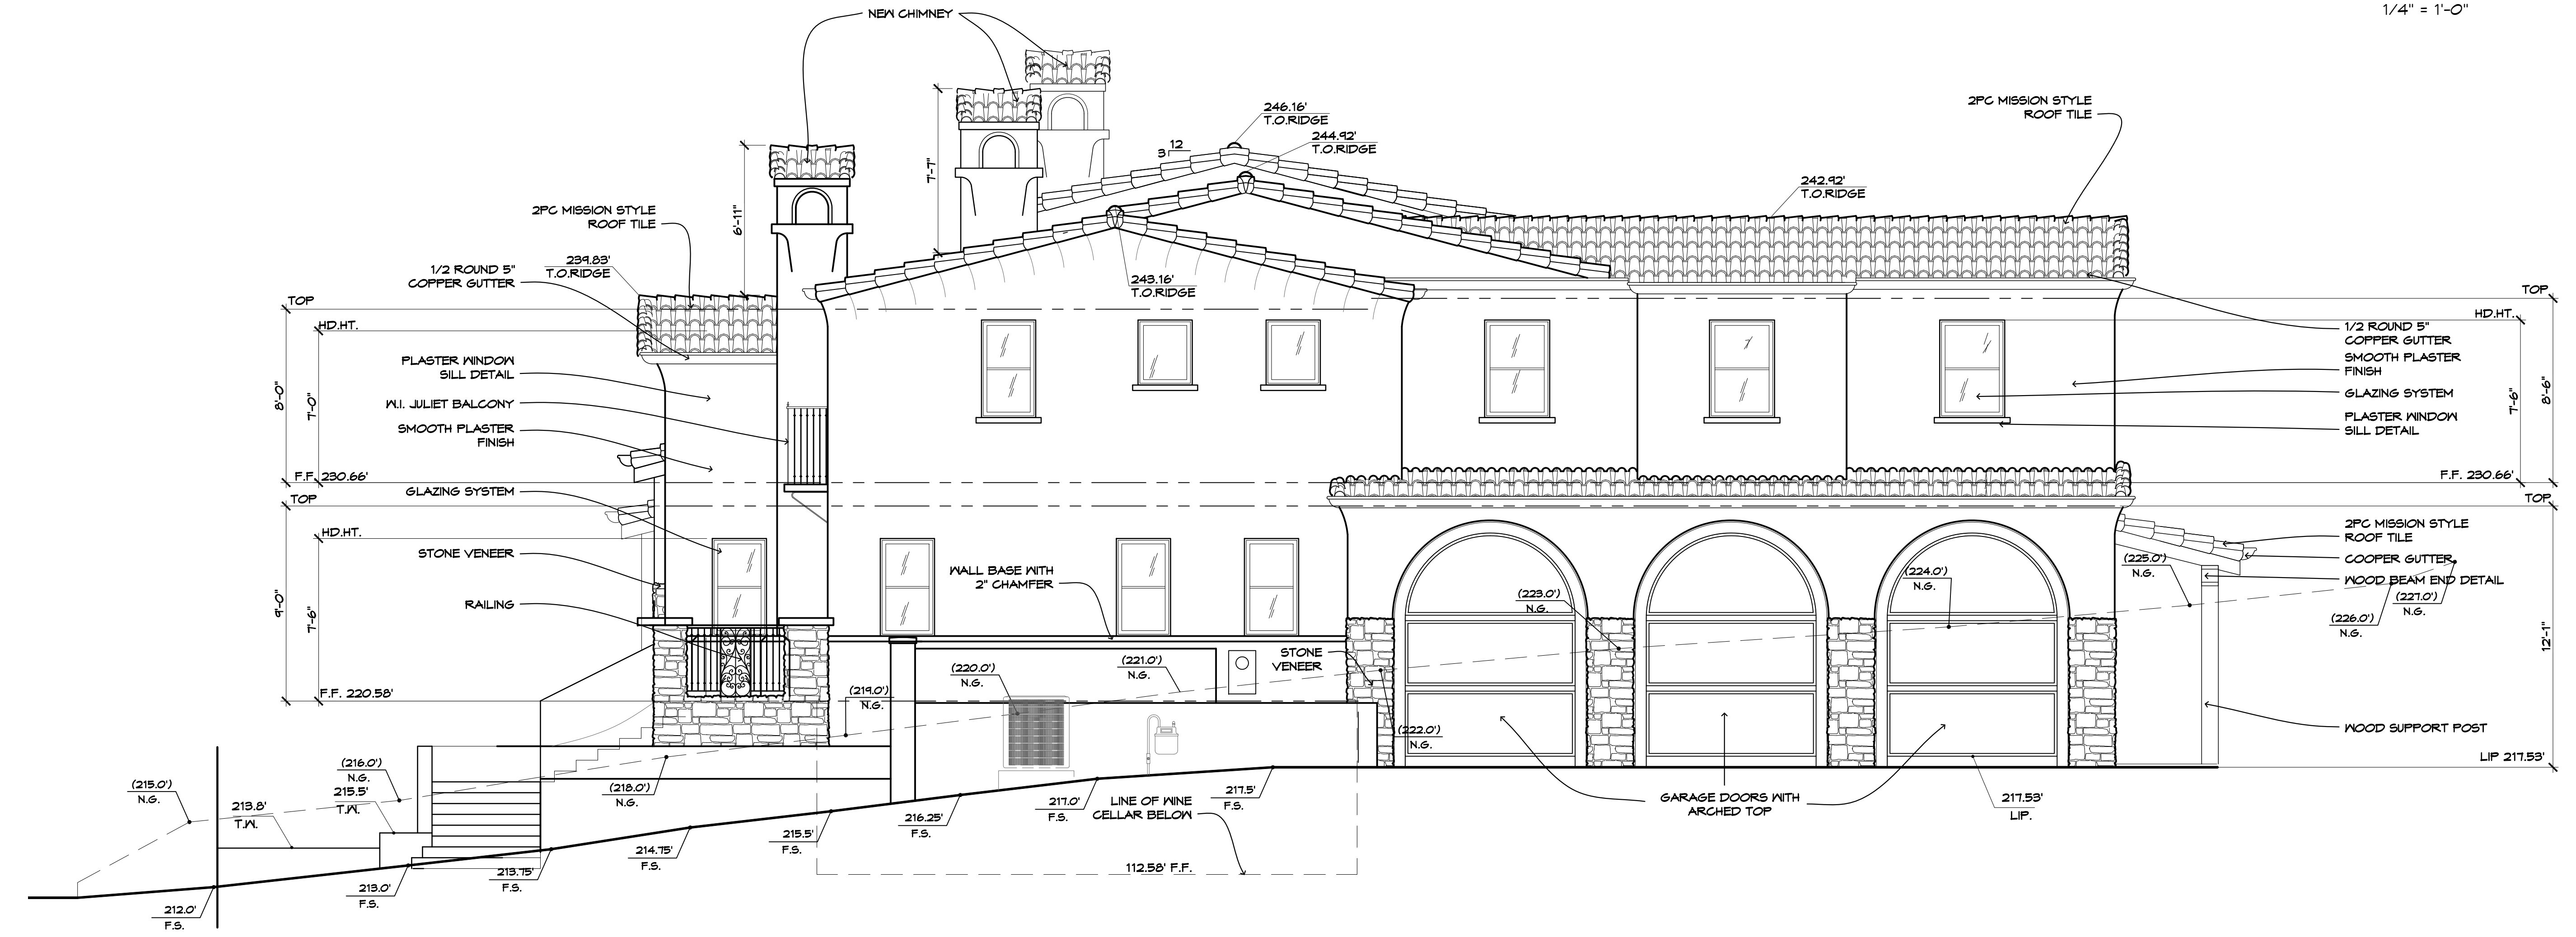 1/4" = 1'-0"
NEW CHIMNEY
246.16'
T.O.RIDGE
244.92'
T.O.RIDGE
12
3
2PC MISSION STYLE
ROOF TILE
7'-7"
242.92'
T.O.RIDGE
2PC MISSION STYLE
ROOF TILE
6'-11"
239.83'
T.O.RIDGE
1/2 ROUND 5"
COPPER GUTTER
243.16'
T.O.RIDGE
TOP
HD.HT.
TOP
HD.HT.
1/2 ROUND 5"
COPPER GUTTER
SMOOTH PLASTER
FINISH
GLAZING SYSTEM
PLASTER WINDOW
SILL DETAIL
7'-6"
8'-6"
PLASTER WINDOW
SILL DETAIL
W.I. JULIET BALCONY
SMOOTH PLASTER
FINISH
8'-0"
7'-0"
F.F. 230.66'
F.F. 230.66'
GLAZING SYSTEM
TOP
TOP
HD.HT.
STONE VENEER
RAILING
9'-0"
7'-6"
WALL BASE WITH
2" CHAMFER
2PC MISSION STYLE
ROOF TILE
COOPER GUTTER
WOOD BEAM END DETAIL
(225.0')
N.G.
(227.0')
N.G.
(226.0')
N.G.
(224.0')
N.G.
(223.0')
N.G.
12'-1"
STONE
VENEER
(221.0')
N.G.
(220.0')
N.G.
(219.0')
N.G.
F.F. 220.58'
(222.0')
N.G.
WOOD SUPPORT POST
LIP 217.53'
(218.0')
N.G.
(216.0')
N.G.
(215.0')
N.G.
215.5'
T.W.
213.8'
T.W.
217.5'
F.S.
217.0'
F.S.
216.25'
F.S.
215.5'
F.S.
214.75'
F.S.
213.75'
F.S.
213.0'
F.S.
212.0'
F.S.
LINE OF WINE
CELLAR BELOW
112.58' F.F.
GARAGE DOORS WITH
ARCHED TOP
217.53'
LIP.